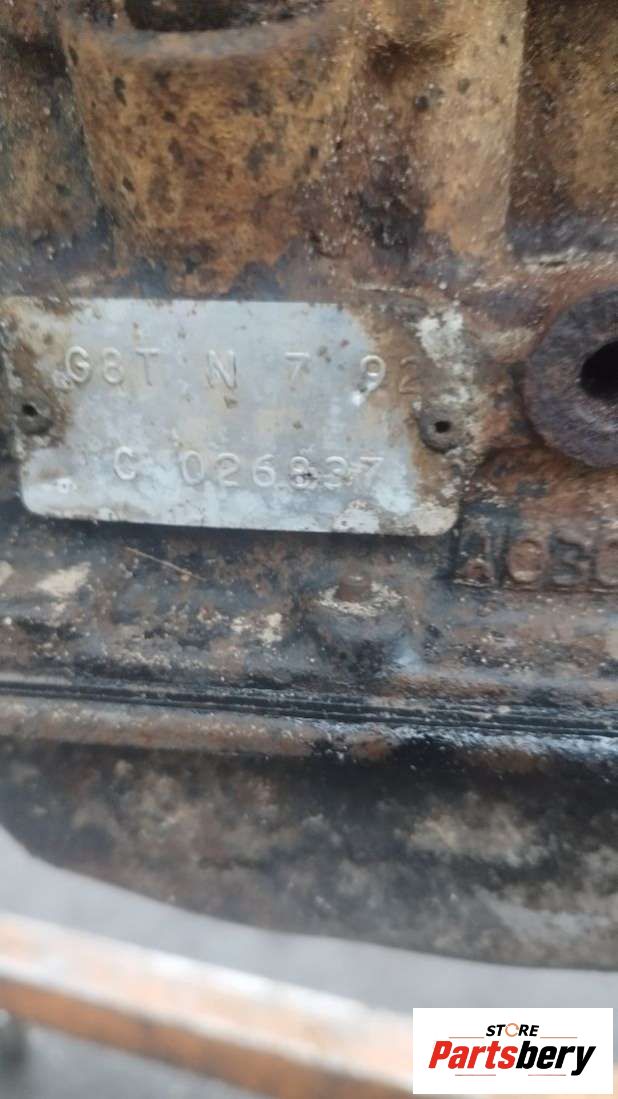 G8T N 7 92
C 026837
STORE
Partsbery